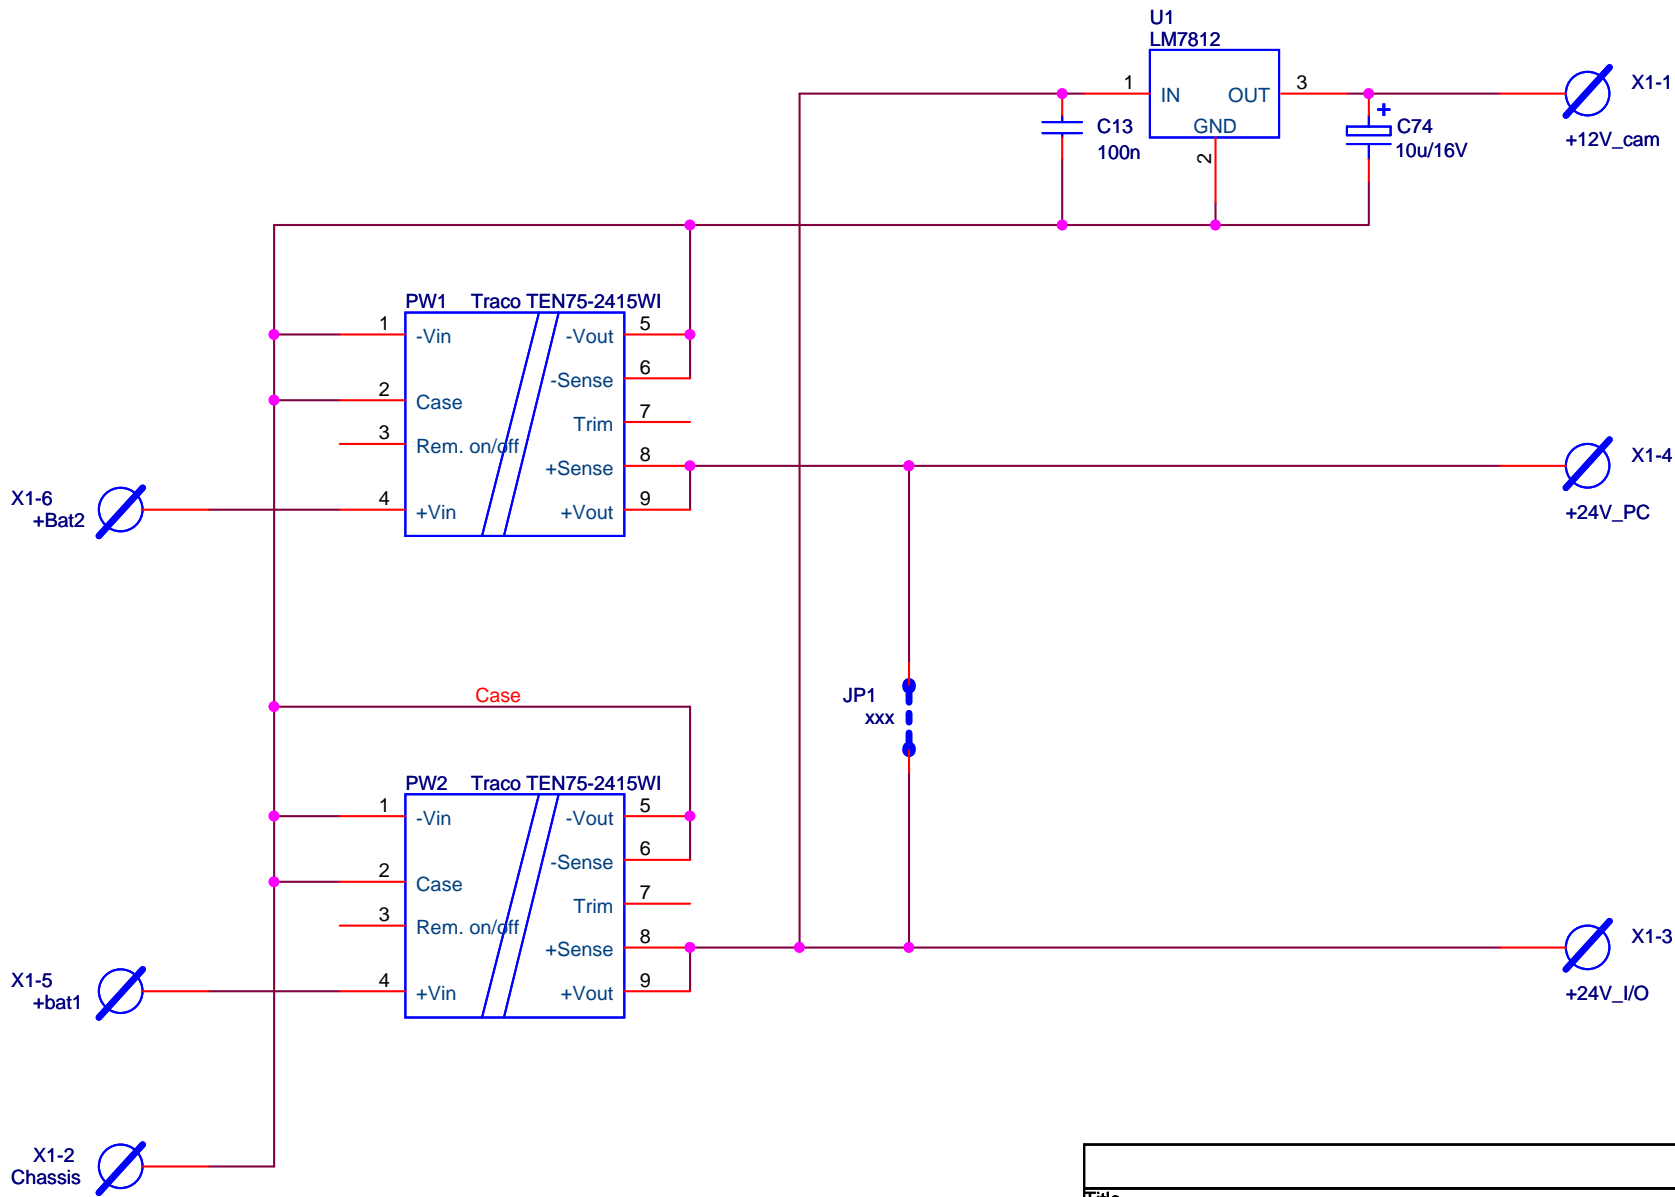 U1
LM7812
1
IN
OUT
3
GND
2
X1-1
+12V_cam
C13
100n
+
C74
10u/16V
PW1 Traco TEN75-2415WI
1
-Vin
2
Case
3
Rem. on/off
4
+Vin
-Vout
5
-Sense
6
Trim
7
+Sense
8
+Vout
9
X1-6
+Bat2
X1-4
+24V_PC
Case
JP1
xxx
PW2 Traco TEN75-2415WI
1
-Vin
2
Case
3
Rem. on/off
4
+Vin
-Vout
5
-Sense
6
Trim
7
+Sense
8
+Vout
9
X1-5
+bat1
X1-3
+24V_I/O
X1-2
Chassis
Title